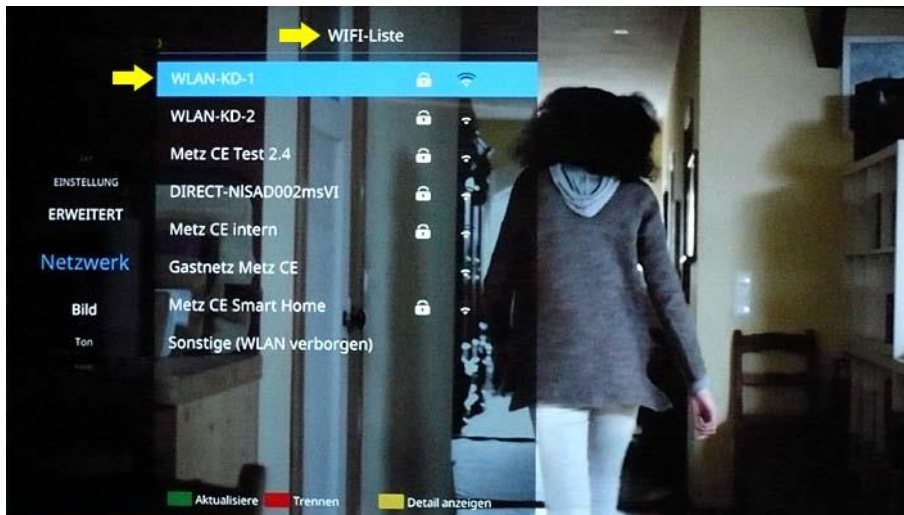 WIFI-Liste
WLAN-KD-1
WLAN-KD-2
Metz CE Test 2.4
DIRECT-NiSAD002msVI
Metz CE intern
Gastnetz Metz CE
Metz CE Smart Home
Sonstige (WLAN verborgen)
EINSTELLUNG
ERWEITERT
Netzwerk
Bild
Ton
Aktualisiere
Trennen
Detail anzeigen